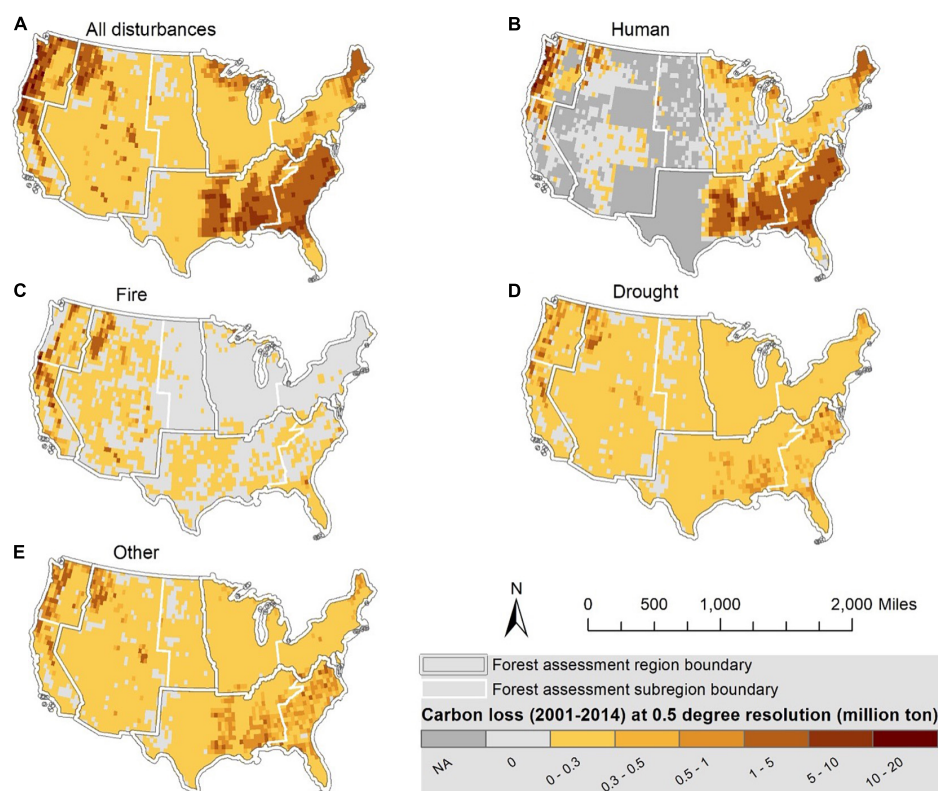 A
All disturbances
B
Human
C
Fire
D
Drought
E
Other
N
0 500 1,000 2,000 Miles
Forest assessment region boundary
Forest assessment subregion boundary
Carbon loss (2001-2014) at 0.5 degree resolution (million ton)
NA 0 0 - 0.3 0.3 - 0.5 0.5 - 1 1 - 5 5 - 10 10 - 20